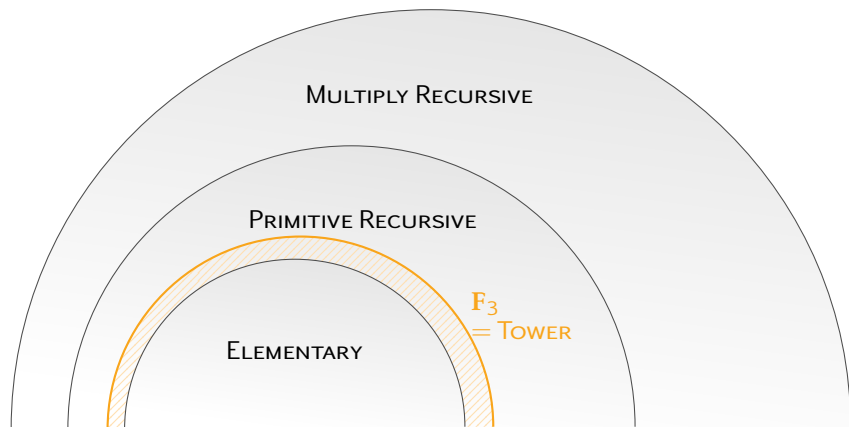 Multiply Recursive
Primitive Recursive
F₃
= Tower
Elementary